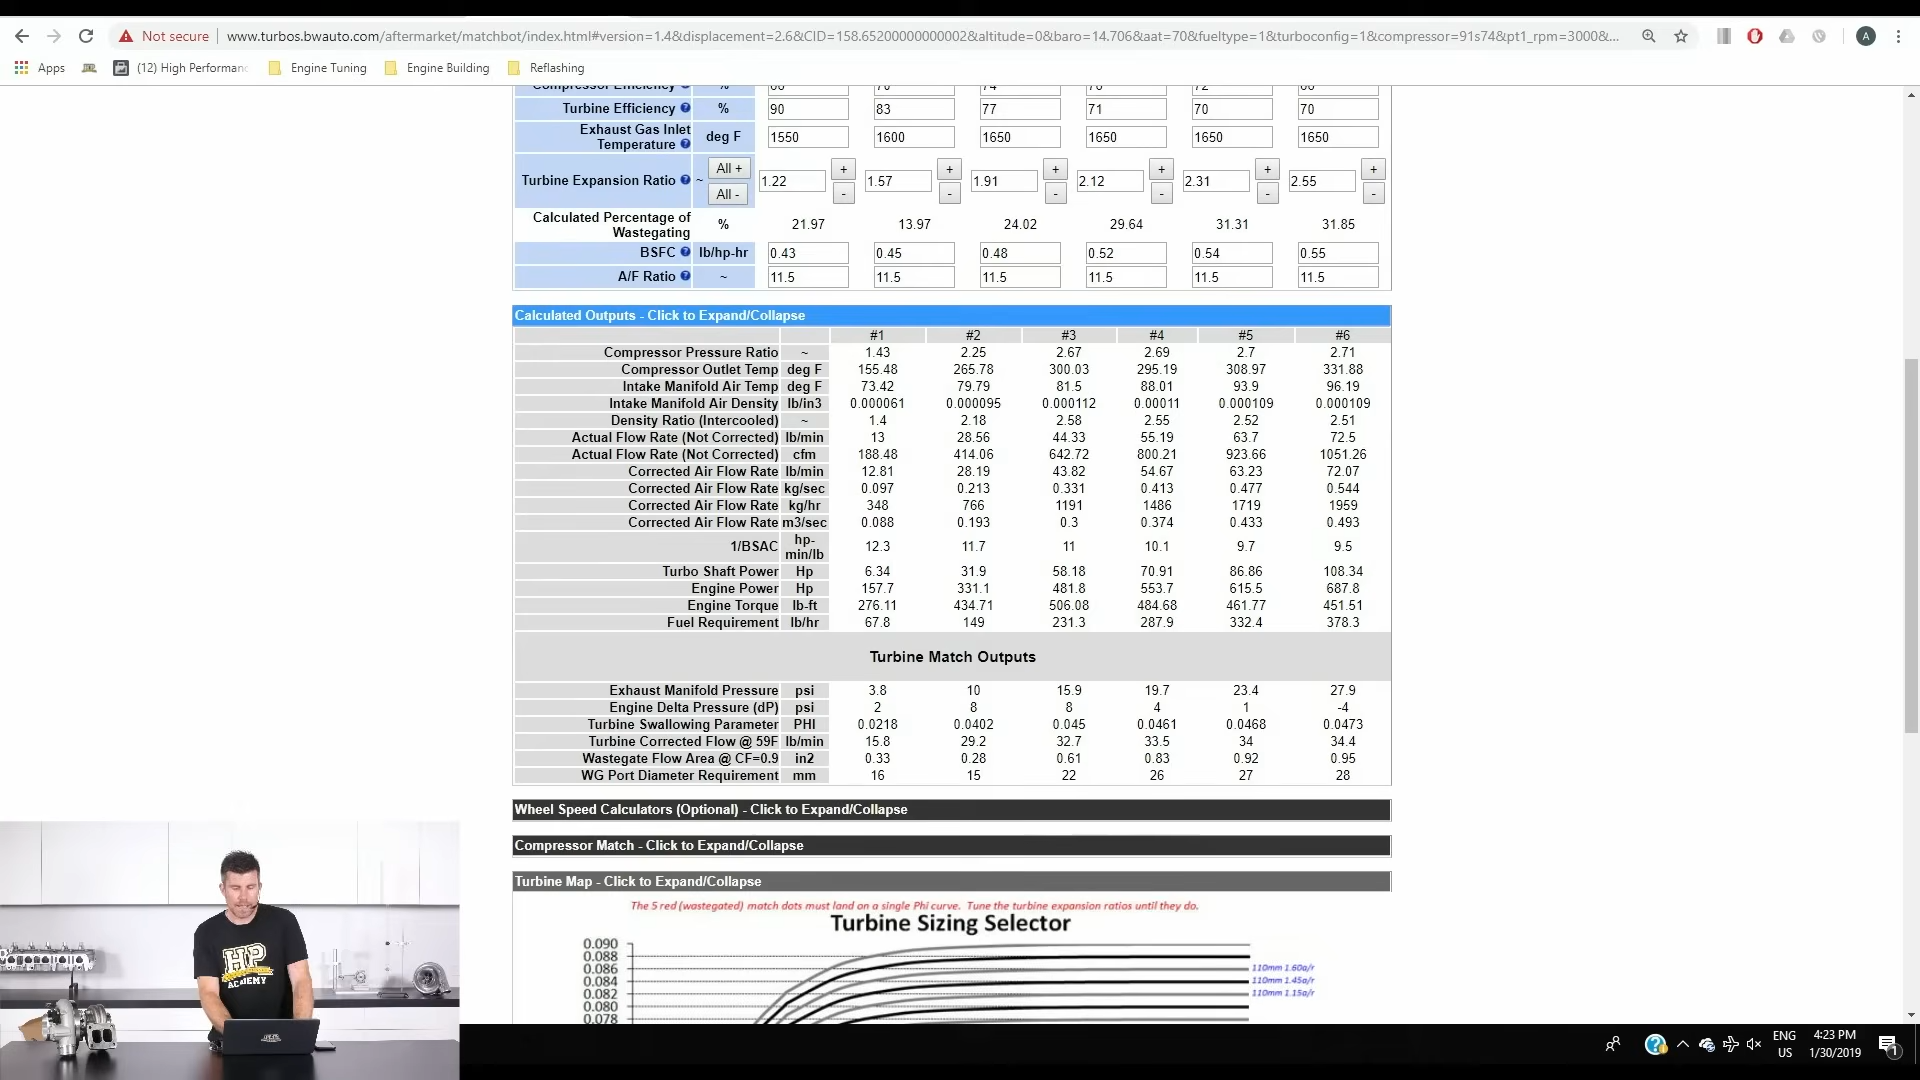 Not secure www.turbos.bwauto.com/aftermarket/matchbot/index.html#version=1.4&displacement=2.6&CID=158.65200000000002&altitude=0&baro=14.706&aat=70&fueltype=1&turboconfig=1&compressor=91s74&pt1_rpm=3000&... A
Apps (12) High Performan Engine Tuning Engine Building Reflashing
Compressor Efficiency %
Turbine Efficiency % 90 83 77 71 70 70
Exhaust Gas Inlet
Temperature deg F 1550 1600 1650 1650 1650 1650
All + + + + + + +
Turbine Expansion Ratio ~ 1.22 1.57 1.91 2.12 2.31 2.55
All - - - - - - -
Calculated Percentage of
Wastegating % 21.97 13.97 24.02 29.64 31.31 31.85
BSFC lb/hp-hr 0.43 0.45 0.48 0.52 0.54 0.55
A/F Ratio ~ 11.5 11.5 11.5 11.5 11.5 11.5
Calculated Outputs - Click to Expand/Collapse
#1 #2 #3 #4 #5 #6
Compressor Pressure Ratio ~ 1.43 2.25 2.67 2.69 2.7 2.71
Compressor Outlet Temp deg F 155.48 265.78 300.03 295.19 308.97 331.88
Intake Manifold Air Temp deg F 73.42 79.79 81.5 88.01 93.9 96.19
Intake Manifold Air Density lb/in3 0.000061 0.000095 0.000112 0.00011 0.000109 0.000109
Density Ratio (Intercooled) ~ 1.4 2.18 2.58 2.55 2.52 2.51
Actual Flow Rate (Not Corrected) lb/min 13 28.56 44.33 55.19 63.7 72.5
Actual Flow Rate (Not Corrected) cfm 188.48 414.06 642.72 800.21 923.66 1051.26
Corrected Air Flow Rate lb/min 12.81 28.19 43.82 54.67 63.23 72.07
Corrected Air Flow Rate kg/sec 0.097 0.213 0.331 0.413 0.477 0.544
Corrected Air Flow Rate kg/hr 348 766 1191 1486 1719 1959
Corrected Air Flow Rate m3/sec 0.088 0.193 0.3 0.374 0.433 0.493
1/BSAC hp-min/lb 12.3 11.7 11 10.1 9.7 9.5
Turbo Shaft Power Hp 6.34 31.9 58.18 70.91 86.86 108.34
Engine Power Hp 157.7 331.1 481.8 553.7 615.5 687.8
Engine Torque lb-ft 276.11 434.71 506.08 484.68 461.77 451.51
Fuel Requirement lb/hr 67.8 149 231.3 287.9 332.4 378.3
Turbine Match Outputs
Exhaust Manifold Pressure psi 3.8 10 15.9 19.7 23.4 27.9
Engine Delta Pressure (dP) psi 2 8 8 4 1 -4
Turbine Swallowing Parameter PHI 0.0218 0.0402 0.045 0.0461 0.0468 0.0473
Turbine Corrected Flow @ 59F lb/min 15.8 29.2 32.7 33.5 34 34.4
Wastegate Flow Area @ CF=0.9 in2 0.33 0.28 0.61 0.83 0.92 0.95
WG Port Diameter Requirement mm 16 15 22 26 27 28
Wheel Speed Calculators (Optional) - Click to Expand/Collapse
Compressor Match - Click to Expand/Collapse
Turbine Map - Click to Expand/Collapse
The 5 red (wastegated) match dots must land on a single Phi curve. Tune the turbine expansion ratios until they do.
Turbine Sizing Selector
0.090
0.088
0.086 110mm 1.60a/r
0.084 110mm 1.45a/r
0.082 110mm 1.15a/r
0.080
0.078
HP
ACADEMY
ENG
US
4:23 PM
1/30/2019
1